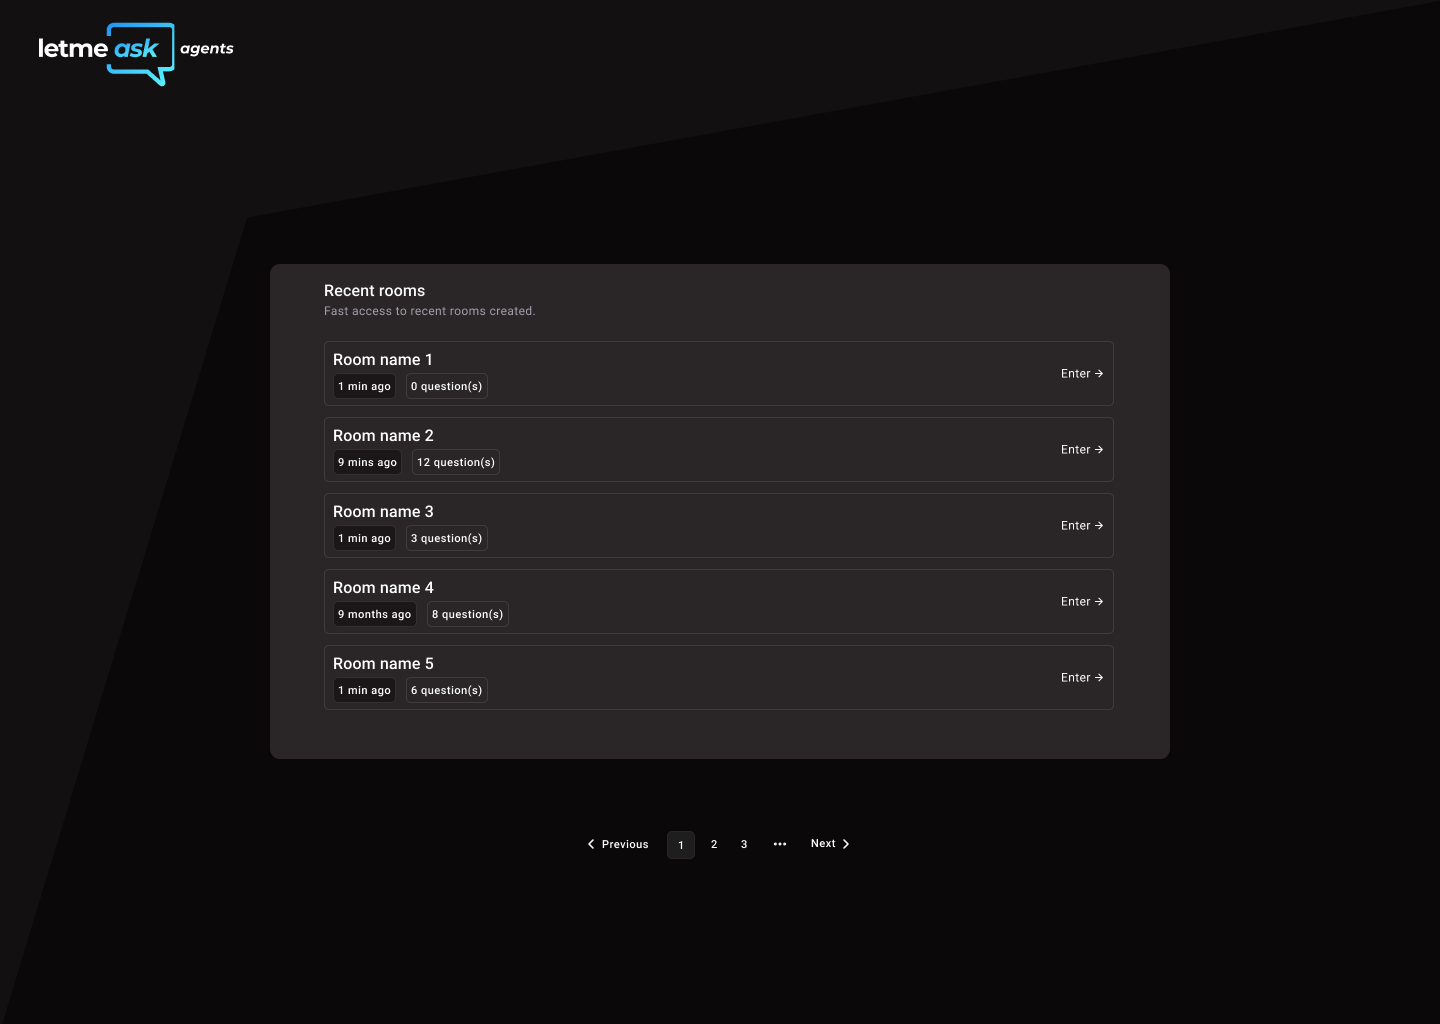 letme ask agents
Recent rooms
Fast access to recent rooms created.
Room name 1
1 min ago 0 question(s)
Enter →
Room name 2
9 mins ago 12 question(s)
Enter →
Room name 3
1 min ago 3 question(s)
Enter →
Room name 4
9 months ago 8 question(s)
Enter →
Room name 5
1 min ago 6 question(s)
Enter →
Previous 1 2 3 ••• Next